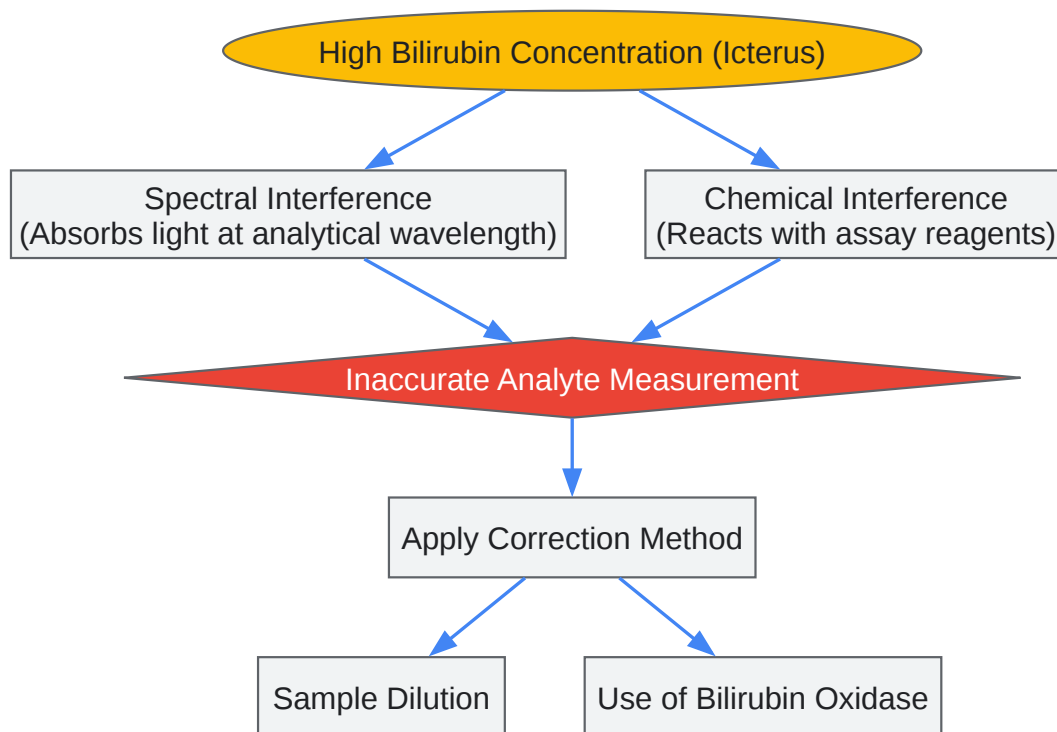 High Bilirubin Concentration (Icterus)
Spectral Interference
(Absorbs light at analytical wavelength)
Chemical Interference
(Reacts with assay reagents)
Inaccurate Analyte Measurement
Apply Correction Method
Sample Dilution
Use of Bilirubin Oxidase